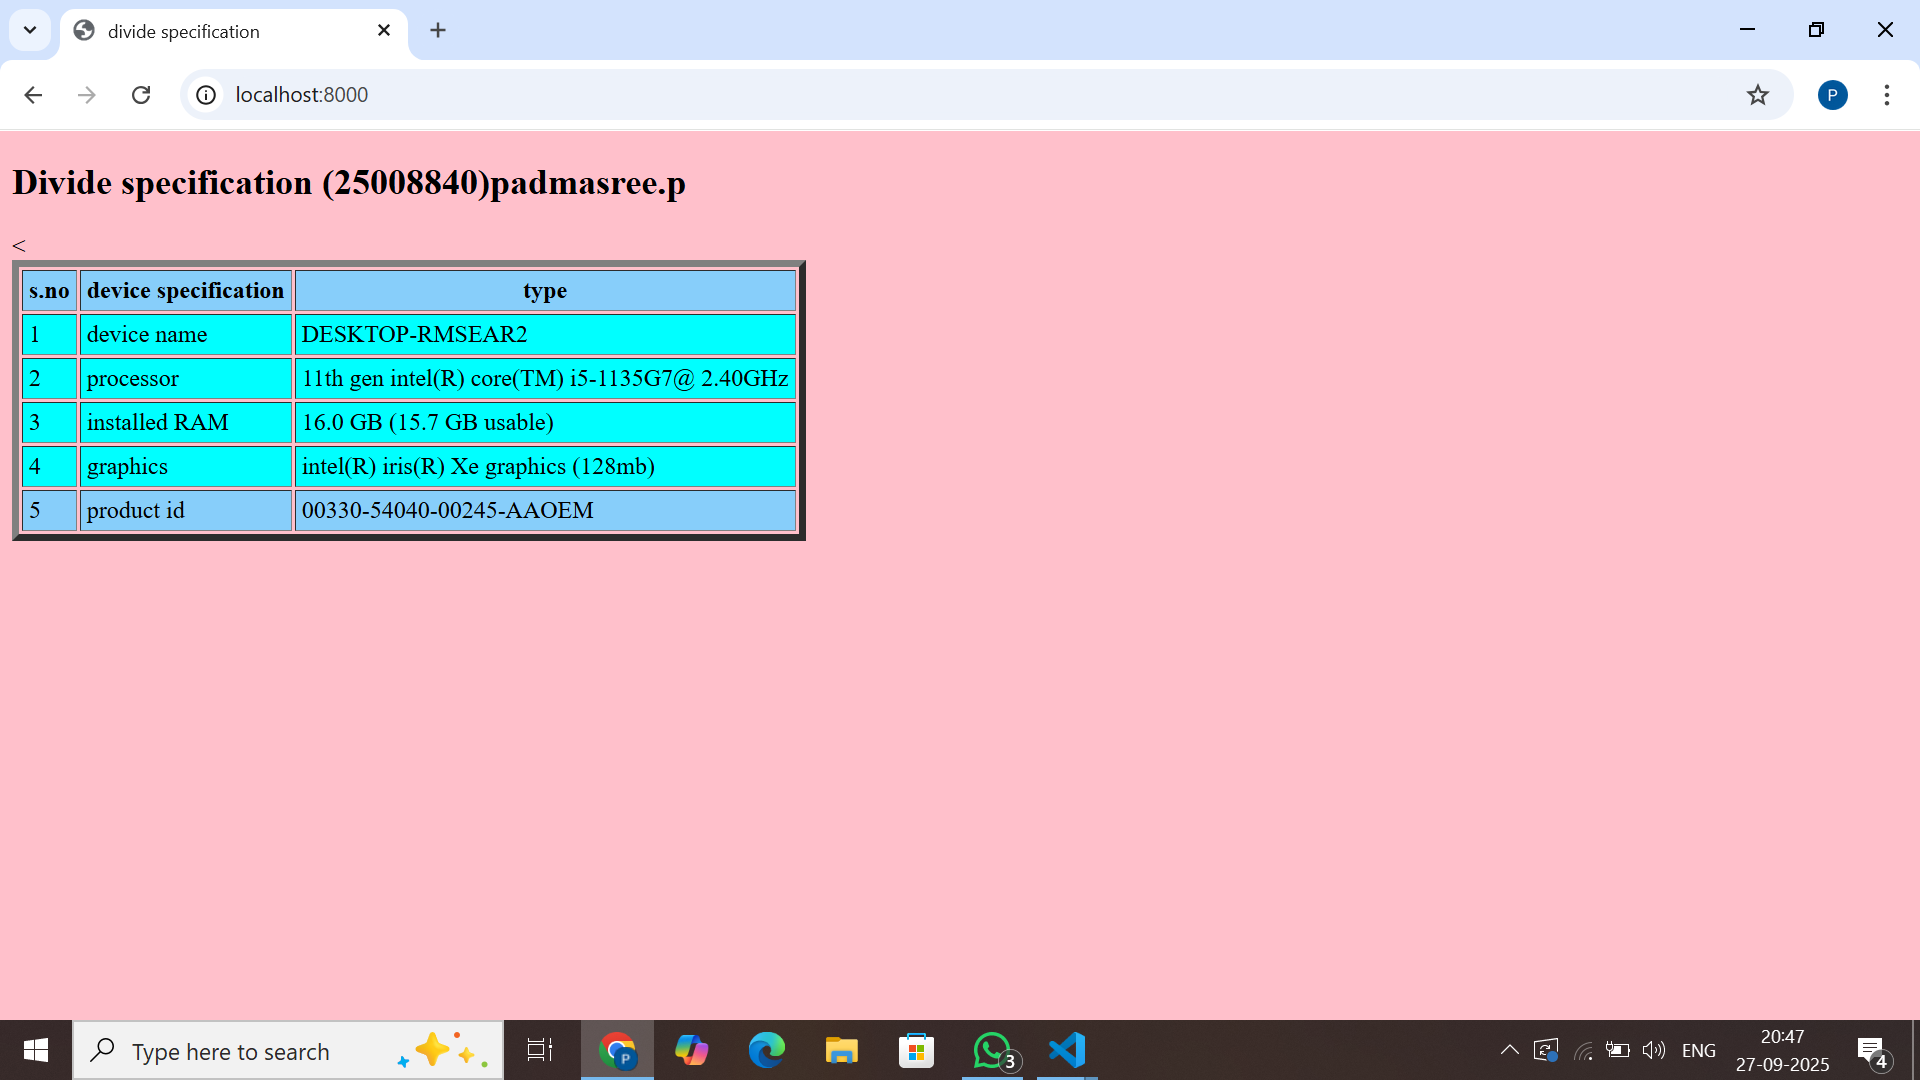 divide specification
localhost:8000
P
Divide specification (25008840)padmasree.p
<
s.no device specification type
1 device name DESKTOP-RMSEAR2
2 processor 11th gen intel(R) core(TM) i5-1135G7@ 2.40GHz
3 installed RAM 16.0 GB (15.7 GB usable)
4 graphics intel(R) iris(R) Xe graphics (128mb)
5 product id 00330-54040-00245-AAOEM
Type here to search
P
3
ENG
20:47
27-09-2025
4